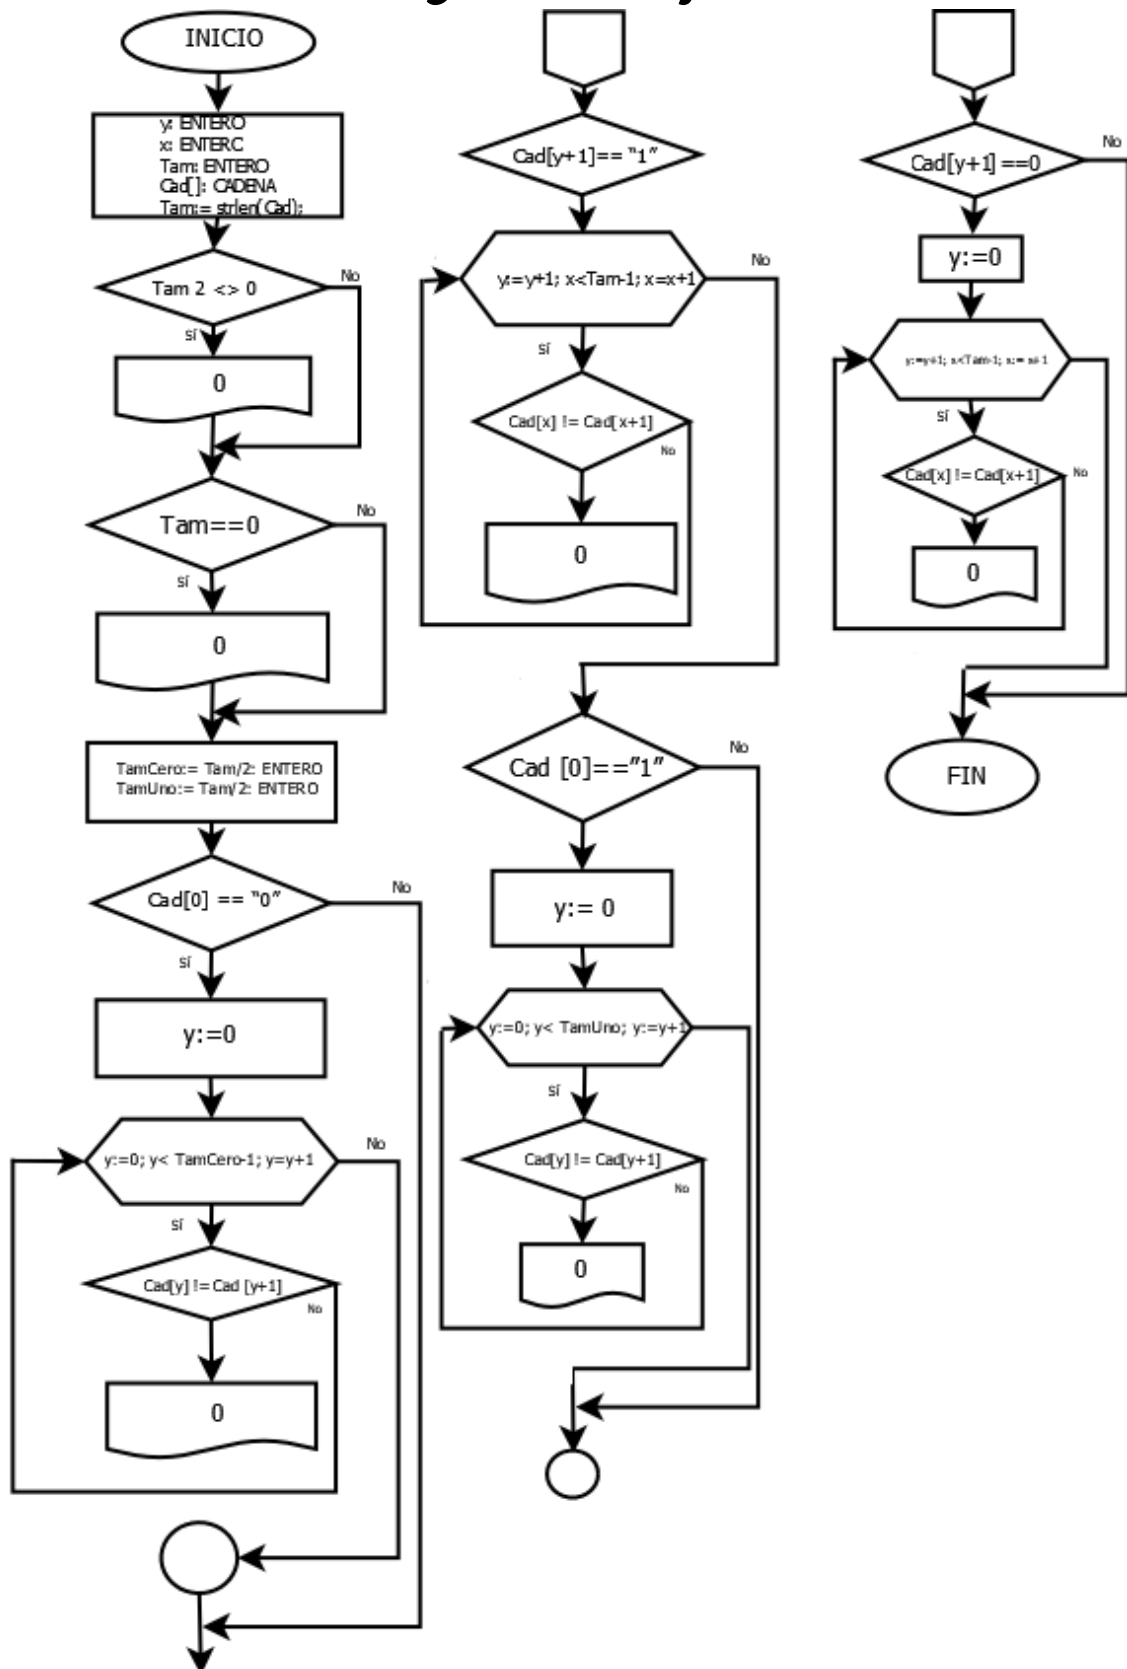 INICIO
y: ENTERO
x: ENTERC
Tam: ENTERO
Cad[]: CADENA
Tam:= strlen(Cad);
Tam 2 <> 0
No
sí
0
Tam==0
No
sí
0
TamCero:= Tam/2: ENTERO
TamUno:= Tam/2: ENTERO
Cad[0] == "0"
No
sí
y:=0
y:=0; y< TamCero-1; y=y+1
No
sí
Cad[y] != Cad [y+1]
No
0
Cad[y+1]== "1"
y:=y+1; x<Tam-1; x=x+1
No
sí
Cad[x] != Cad[x+1]
No
0
Cad [0]=="1"
No
y:= 0
y:=0; y< TamUno; y:=y+1
sí
Cad[y] != Cad[y+1]
No
0
Cad[y+1] ==0
No
y:=0
y:=y+1; x<Tam-1; x:= x+1
sí
Cad[x] != Cad[x+1]
No
0
FIN